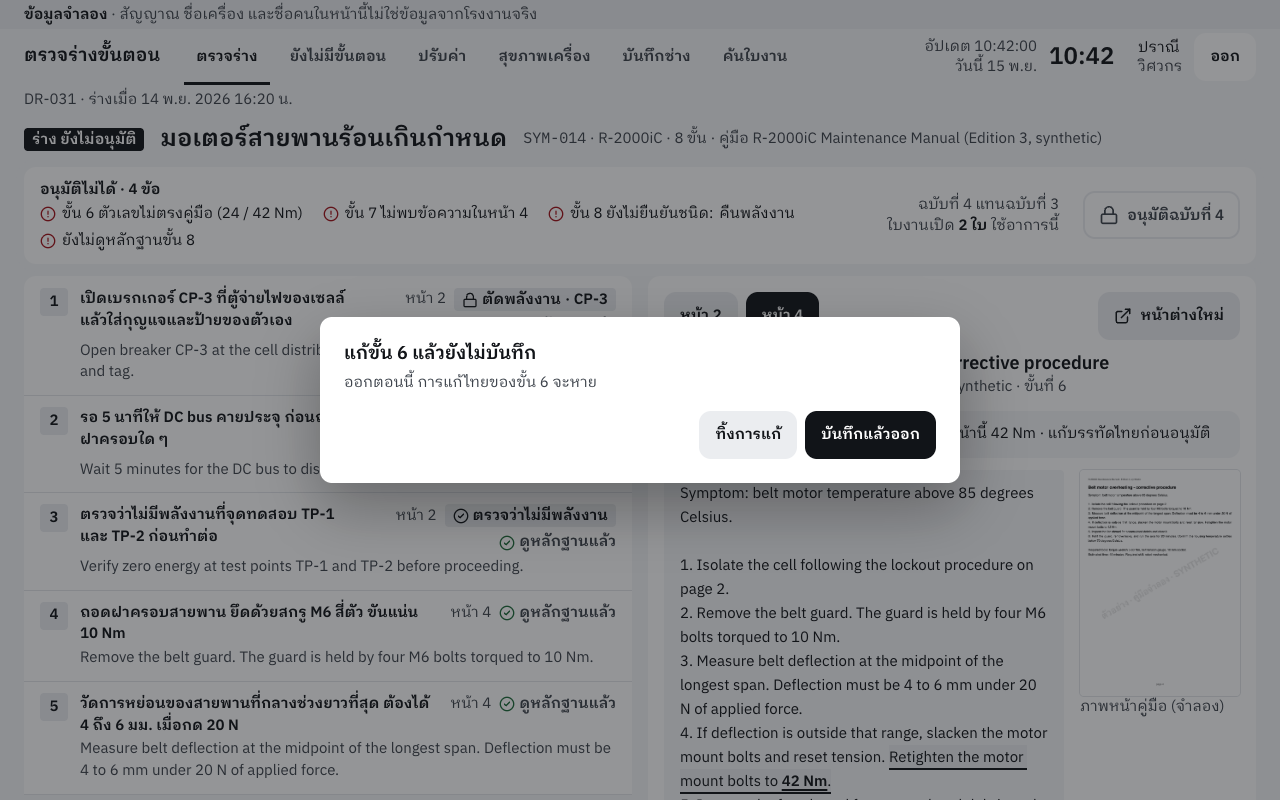 ข้อมูลจำลอง · สัญญาณ ชื่อเครื่อง และชื่อคนในหน้านี้ไม่ใช่ข้อมูลจากโรงงานจริง
ตรวจร่างขั้นตอน
ตรวจร่าง
ยังไม่มีขั้นตอน
ปรับค่า
สุขภาพเครื่อง
บันทึกช่าง
ค้นใบงาน
อัปเดต 10:42:00
วันนี้ 15 พ.ย.
10:42
ปราณี
วิศวกร
ออก
DR-031 · ร่างเมื่อ 14 พ.ย. 2026 16:20 น.
ร่าง ยังไม่อนุมัติ
มอเตอร์สายพานร้อนเกินกำหนด
SYM-014 · R-2000iC · 8 ขั้น · คู่มือ R-2000iC Maintenance Manual (Edition 3, synthetic)
อนุมัติไม่ได้ · 4 ข้อ
ขั้น 6 ตัวเลขไม่ตรงคู่มือ (24 / 42 Nm)
ขั้น 7 ไม่พบข้อความในหน้า 4
ขั้น 8 ยังไม่ยืนยันชนิด: คืนพลังงาน
ยังไม่ดูหลักฐานขั้น 8
ฉบับที่ 4 แทนฉบับที่ 3
ใบงานเปิด 2 ใบ ใช้อาการนี้
อนุมัติฉบับที่ 4
1
เปิดเบรกเกอร์ CP-3 ที่ตู้จ่ายไฟของเซลล์
แล้วใส่กุญแจและป้ายของตัวเอง
หน้า 2
ตัดพลังงาน · CP-3
Open breaker CP-3 at the cell distrib
and tag.
2
รอ 5 นาทีให้ DC bus คายประจุ ก่อน
ฝาครอบใด ๆ
Wait 5 minutes for the DC bus to dis
3
ตรวจว่าไม่มีพลังงานที่จุดทดสอบ TP-1
และ TP-2 ก่อนทำต่อ
หน้า 2
ตรวจว่าไม่มีพลังงาน
ดูหลักฐานแล้ว
Verify zero energy at test points TP-1 and TP-2 before proceeding.
4
ถอดฝาครอบสายพาน ยึดด้วยสกรู M6 สี่ตัว ขันแน่น
10 Nm
หน้า 4
ดูหลักฐานแล้ว
Remove the belt guard. The guard is held by four M6 bolts torqued to 10 Nm.
5
วัดการหย่อนของสายพานที่กลางช่วงยาวที่สุด ต้องได้
4 ถึง 6 มม. เมื่อกด 20 N
หน้า 4
ดูหลักฐานแล้ว
Measure belt deflection at the midpoint of the longest span. Deflection must be
4 to 6 mm under 20 N of applied force.
แก้ขั้น 6 แล้วยังไม่บันทึก
ออกตอนนี้ การแก้ไทยของขั้น 6 จะหาย
ทิ้งการแก้
บันทึกแล้วออก
หน้า 2
หน้า 4
หน้าต่างใหม่
rrective procedure
ynthetic · ขั้นที่ 6
น้านี้ 42 Nm · แก้บรรทัดไทยก่อนอนุมัติ
Symptom: belt motor temperature above 85 degrees
Celsius.
1. Isolate the cell following the lockout procedure on
page 2.
2. Remove the belt guard. The guard is held by four M6
bolts torqued to 10 Nm.
3. Measure belt deflection at the midpoint of the
longest span. Deflection must be 4 to 6 mm under 20
N of applied force.
4. If deflection is outside that range, slacken the motor
mount bolts and reset tension. Retighten the motor
mount bolts to 42 Nm.
Belt motor overheating - corrective procedure
ภาพหน้าคู่มือ (จำลอง)